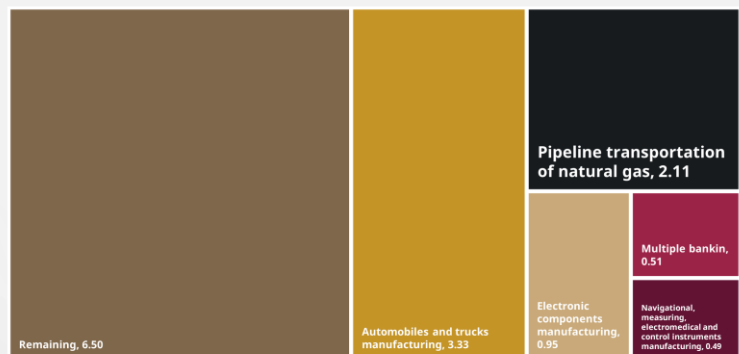 Remaining, 6.50
Automobiles and trucks
manufacturing, 3.33
Pipeline transportation
of natural gas, 2.11
Electronic
components
manufacturing,
0.95
Multiple bankin,
0.51
Navigational,
measuring,
electromedical and
control instruments
manufacturing, 0.49